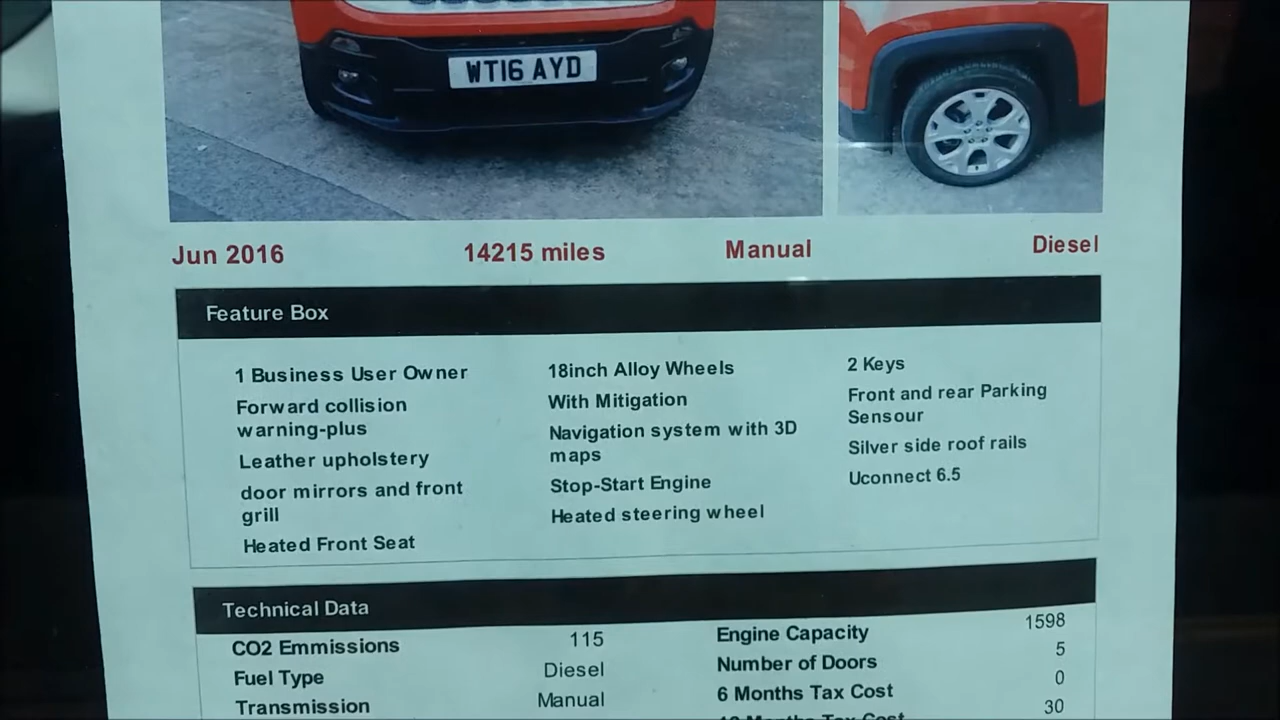 WT16 AYD
Jun 2016 14215 miles Manual Diesel
Feature Box
1 Business User Owner
Forward collision
warning-plus
Leather upholstery
door mirrors and front
grill
Heated Front Seat
18inch Alloy Wheels
With Mitigation
Navigation system with 3D
maps
Stop-Start Engine
Heated steering wheel
2 Keys
Front and rear Parking
Sensour
Silver side roof rails
Uconnect 6.5
Technical Data
CO2 Emmissions 115
Fuel Type Diesel
Transmission Manual
Engine Capacity 1598
Number of Doors 5
6 Months Tax Cost 0
Months Tax Cost 30